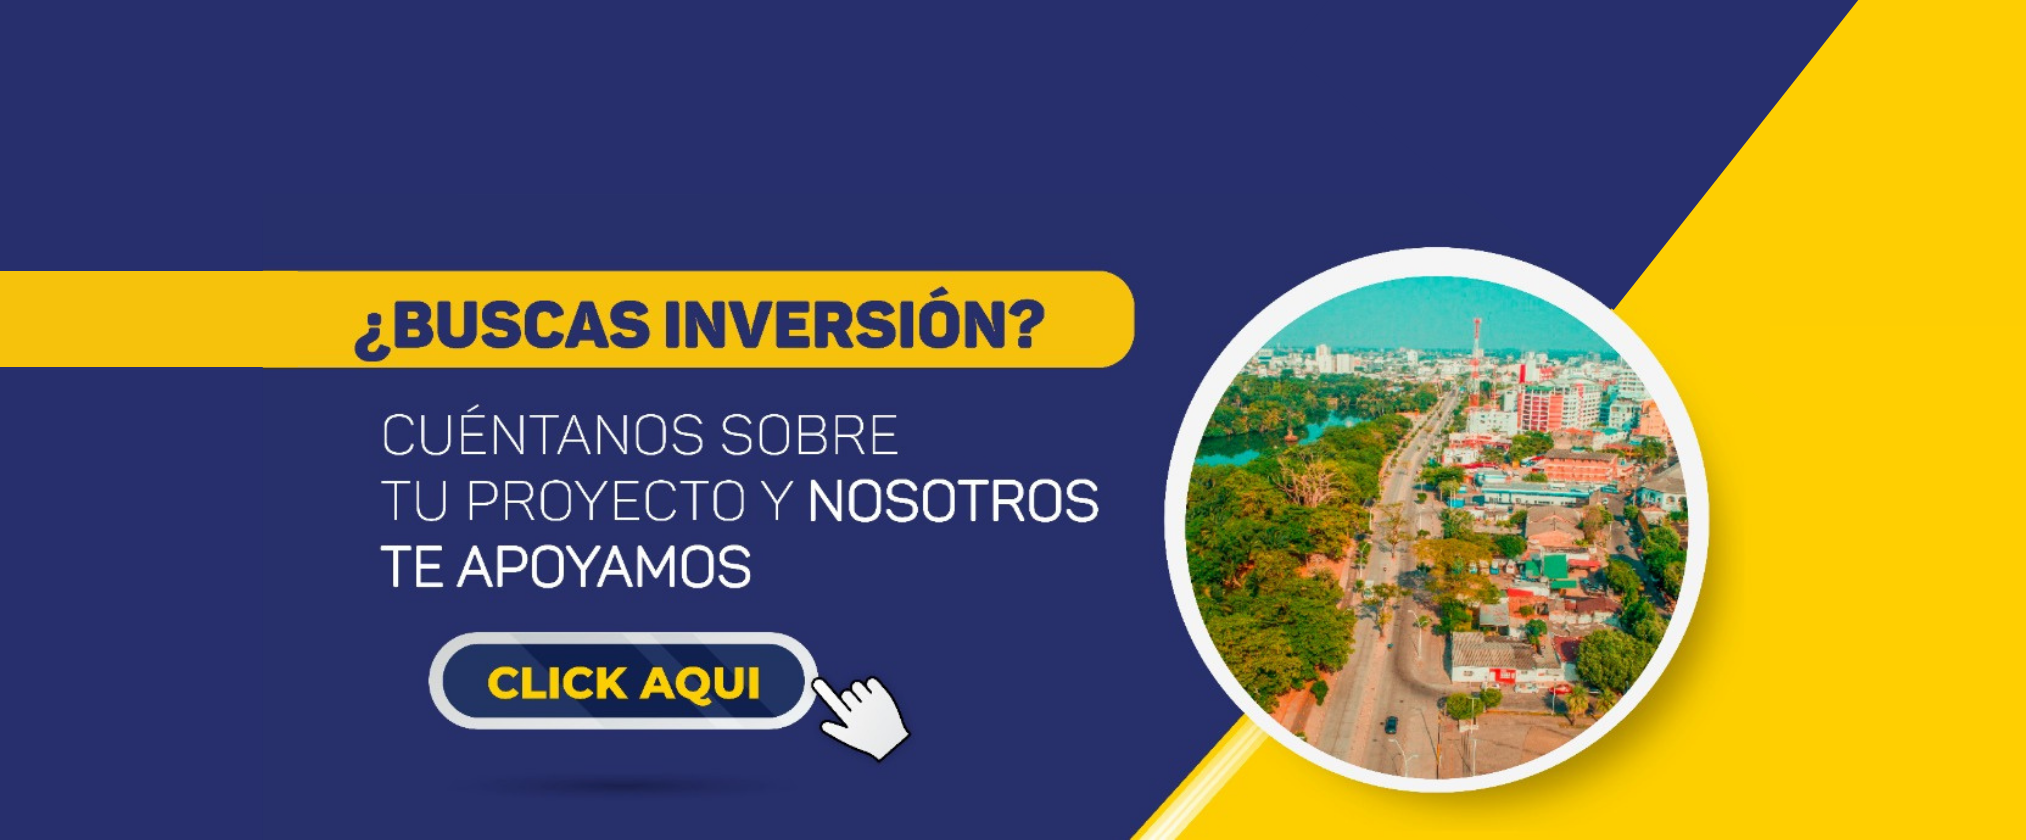 ¿BUSCAS INVERSIÓN?
CUÉNTANOS SOBRE
TU PROYECTO Y NOSOTROS
TE APOYAMOS
CLICK AQUI